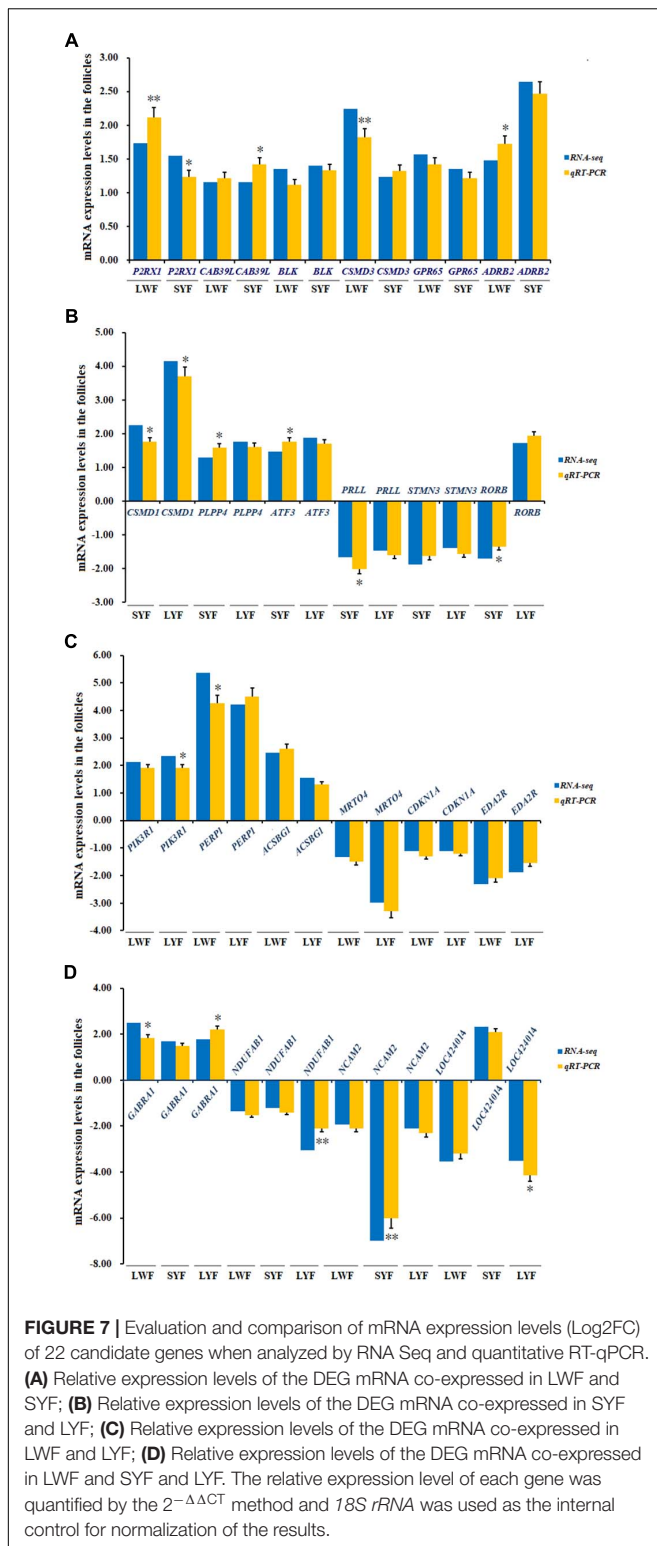 A
mRNA expression levels in the follicles
3.00
2.50
2.00
1.50
1.00
0.50
0.00
** * * ** *
RNA-seq
qRT-PCR
P2RX1 P2RX1 CAB39L CAB39L BLK BLK CSMD3 CSMD3 GPR65 GPR65 ADRB2 ADRB2
LWF SYF LWF SYF LWF SYF LWF SYF LWF SYF LWF SYF
B
mRNA expression levels in the follicles
5.00
4.00
3.00
2.00
1.00
0.00
-1.00
-2.00
-3.00
* * * * * *
RNA-seq
qRT-PCR
PRLL PRLL STMN3 STMN3 RORB
CSMD1 CSMD1 PLPP4 PLPP4 ATF3 ATF3 RORB
SYF LYF SYF LYF SYF LYF SYF LYF SYF LYF SYF LYF
C
mRNA expression levels in the follicles
6.00
5.00
4.00
3.00
2.00
1.00
0.00
-1.00
-2.00
-3.00
-4.00
* *
RNA-seq
qRT-PCR
MRTO4 MRTO4 CDKN1A CDKN1A EDA2R EDA2R
PIK3R1 PIK3R1 PERP1 PERP1 ACSBG1 ACSBG1
LWF LYF LWF LYF LWF LYF LWF LYF LWF LYF LWF LYF
D
mRNA expression levels in the follicles
4.00
2.00
0.00
-2.00
-4.00
-6.00
-8.00
* * ** ** *
RNA-seq
qRT-PCR
NDUFAB1 NDUFAB1 NDUFAB1 NCAM2 NCAM2 NCAM2 LOC424014 LOC424014
GABRA1 GABRA1 GABRA1 LOC424014
LWF SYF LYF LWF SYF LYF LWF SYF LYF LWF SYF LYF
FIGURE 7 | Evaluation and comparison of mRNA expression levels (Log2FC)
of 22 candidate genes when analyzed by RNA Seq and quantitative RT-qPCR.
(A) Relative expression levels of the DEG mRNA co-expressed in LWF and
SYF; (B) Relative expression levels of the DEG mRNA co-expressed in SYF
and LYF; (C) Relative expression levels of the DEG mRNA co-expressed in
LWF and LYF; (D) Relative expression levels of the DEG mRNA co-expressed
in LWF and SYF and LYF. The relative expression level of each gene was
quantified by the 2−ΔΔCT method and 18S rRNA was used as the internal
control for normalization of the results.